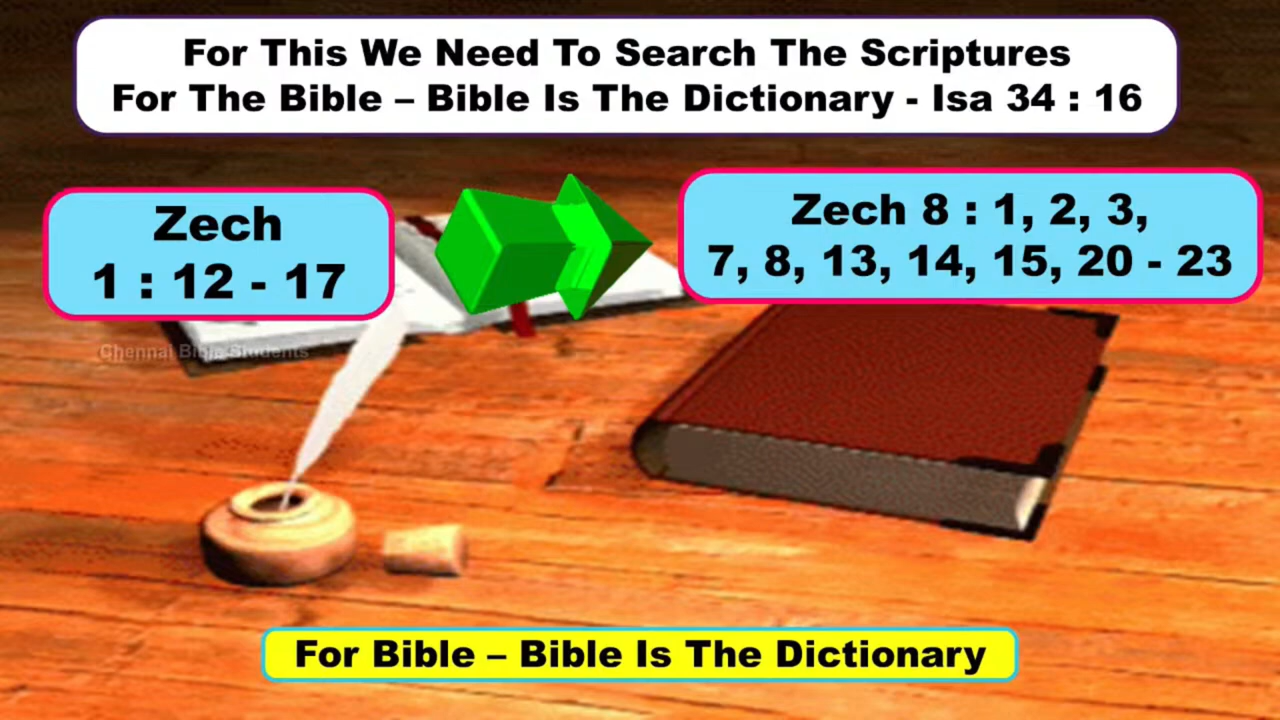 For This We Need To Search The Scriptures
For The Bible – Bible Is The Dictionary - Isa 34 : 16
Zech
1 : 12 - 17
Zech 8 : 1, 2, 3,
7, 8, 13, 14, 15, 20 - 23
Chennai Bible Students
For Bible – Bible Is The Dictionary